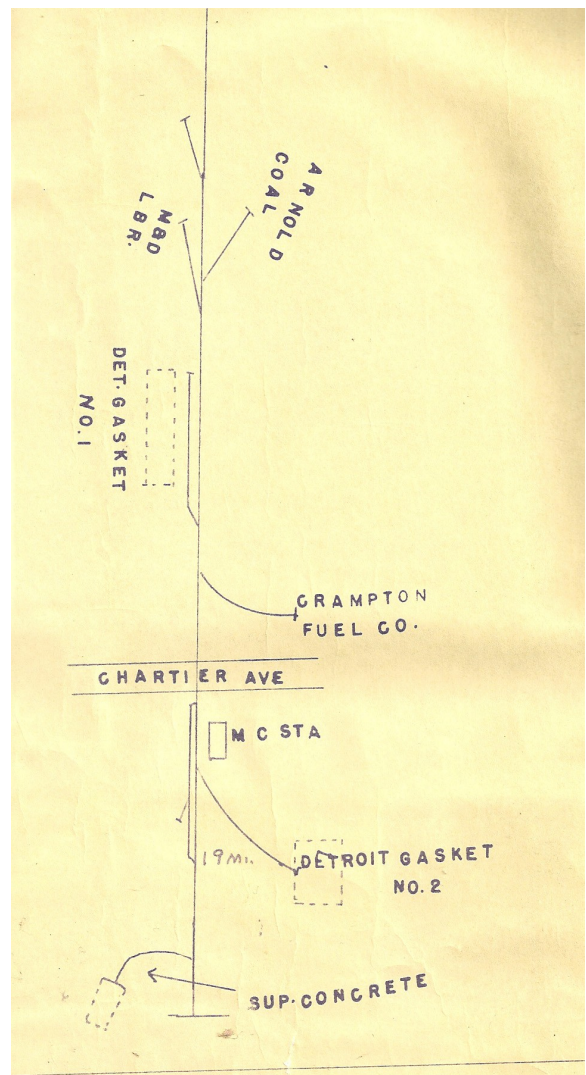 ARNOLD
COAL
M&D
LBR.
DET. GASKET
NO. 1
CRAMPTON
FUEL CO.
CHARTIER AVE
M C STA
19 Mi.
DETROIT GASKET
NO. 2
SUP. CONCRETE